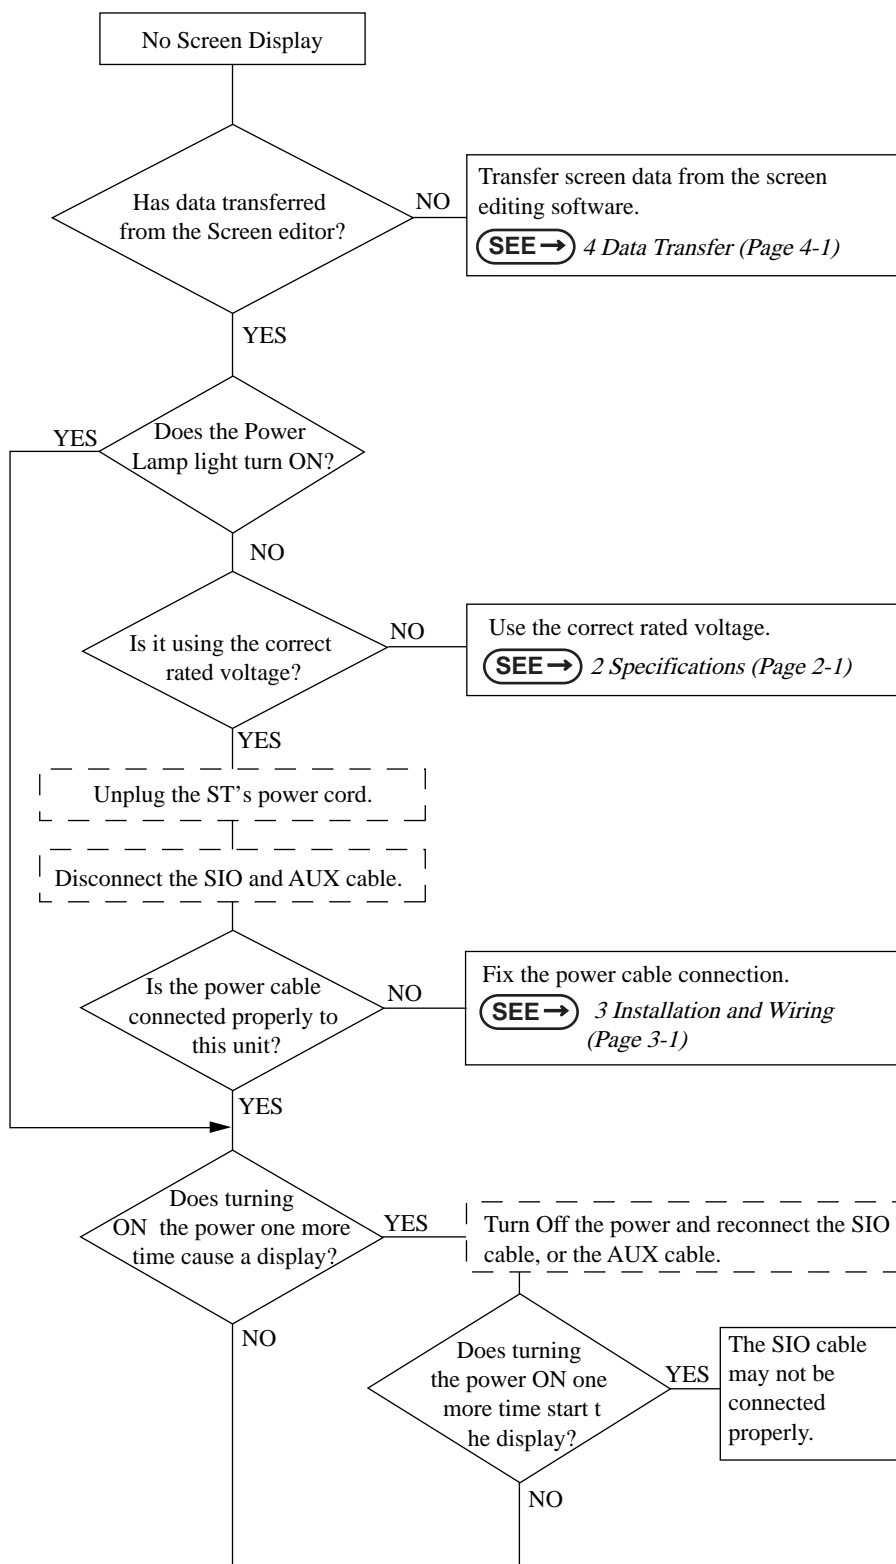 No Screen Display
Has data transferred
from the Screen editor?
NO
Transfer screen data from the screen
editing software.
SEE→ 4 Data Transfer (Page 4-1)
YES
YES
Does the Power
Lamp light turn ON?
NO
Is it using the correct
rated voltage?
NO
Use the correct rated voltage.
SEE→ 2 Specifications (Page 2-1)
YES
Unplug the ST’s power cord.
Disconnect the SIO and AUX cable.
Is the power cable
connected properly to
this unit?
NO
Fix the power cable connection.
SEE→ 3 Installation and Wiring
(Page 3-1)
YES
Does turning
ON the power one more
time cause a display?
YES
Turn Off the power and reconnect the SIO
cable, or the AUX cable.
NO
Does turning
the power ON one
more time start t
he display?
YES
The SIO cable
may not be
connected
properly.
NO